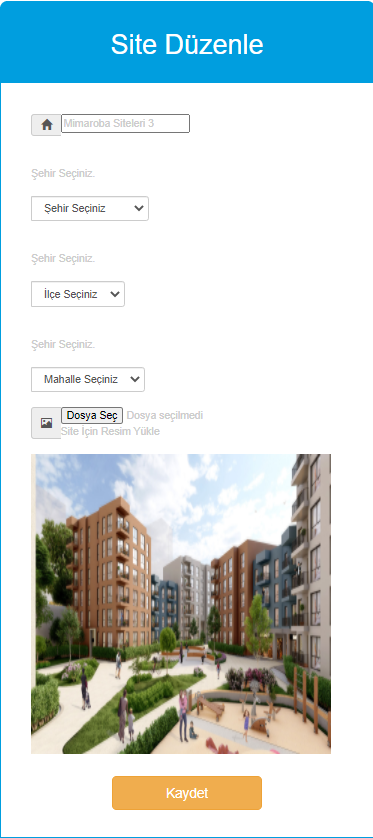 Site Düzenle
Mimaroba Siteleri 3
Şehir Seçiniz.
Şehir Seçiniz
Şehir Seçiniz.
İlçe Seçiniz
Şehir Seçiniz.
Mahalle Seçiniz
Dosya Seç Dosya seçilmedi
Site İçin Resim Yükle
Kaydet